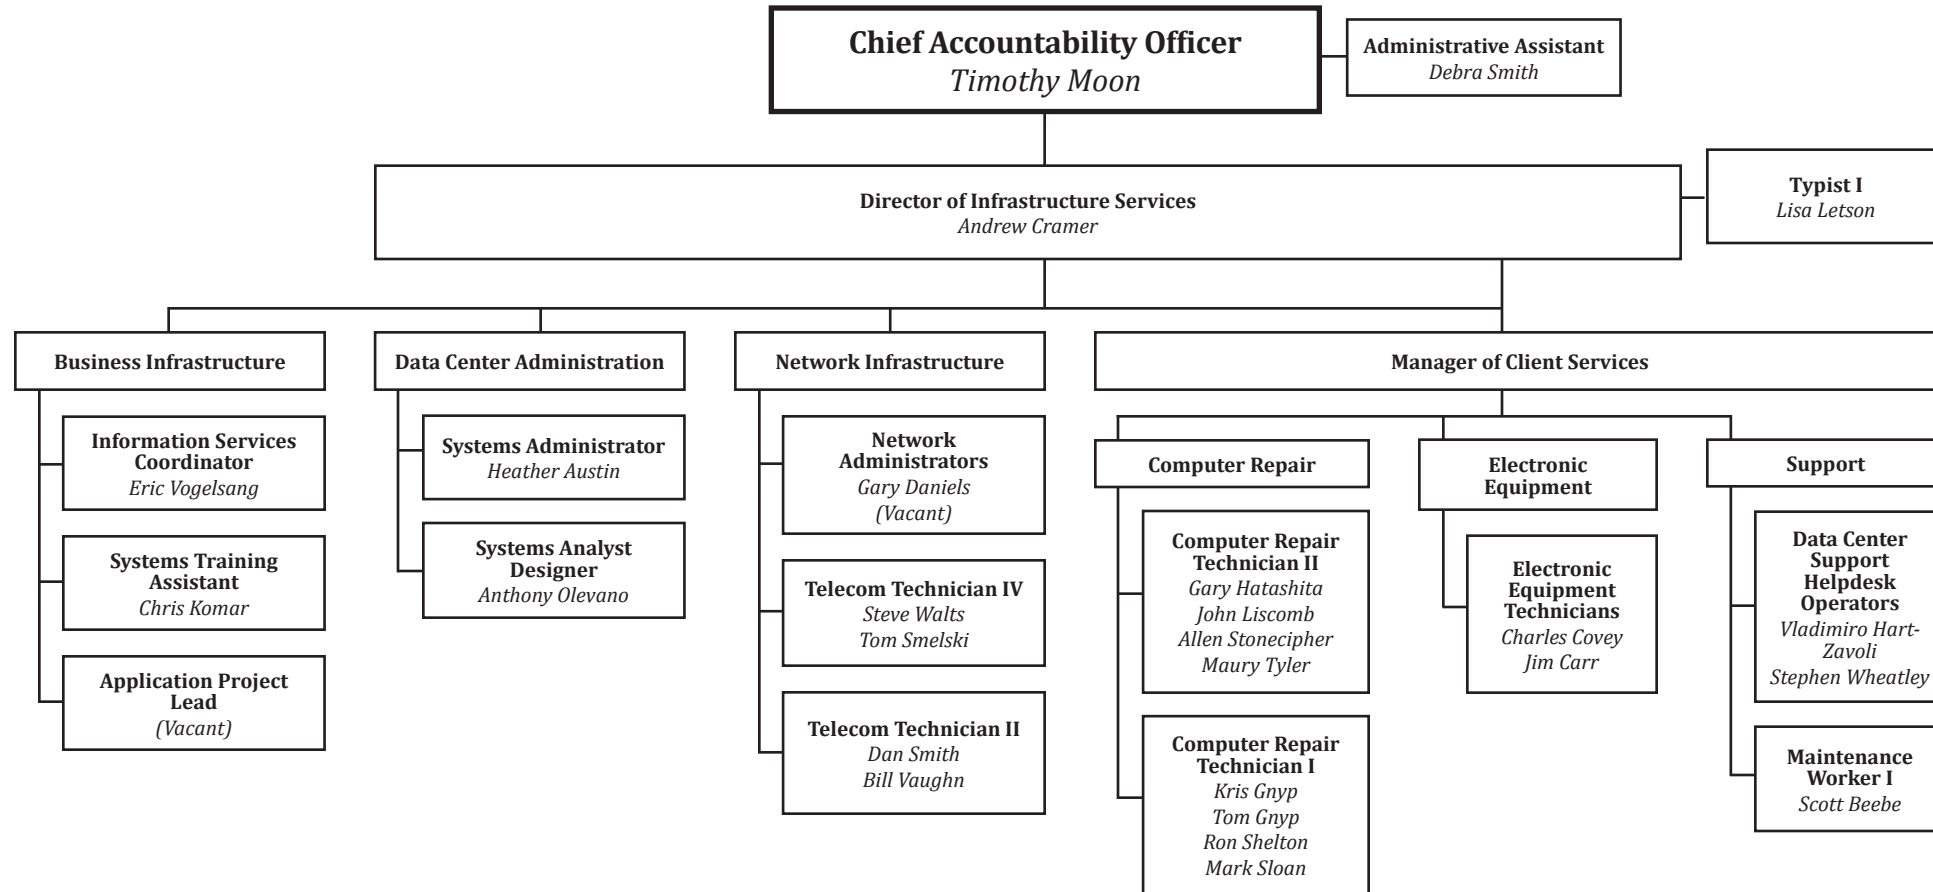 Chief Accountability Officer
Timothy Moon
Administrative Assistant
Debra Smith
Director of Infrastructure Services
Andrew Cramer
Typist I
Lisa Letson
Business Infrastructure
Information Services
Coordinator
Eric Vogelsang
Systems Training
Assistant
Chris Komar
Application Project
Lead
(Vacant)
Data Center Administration
Systems Administrator
Heather Austin
Systems Analyst
Designer
Anthony Olevano
Network Infrastructure
Network
Administrators
Gary Daniels
(Vacant)
Telecom Technician IV
Steve Walts
Tom Smelski
Telecom Technician II
Dan Smith
Bill Vaughn
Manager of Client Services
Computer Repair
Computer Repair
Technician II
Gary Hatashita
John Liscomb
Allen Stonecipher
Maury Tyler
Computer Repair
Technician I
Kris Gnyp
Tom Gnyp
Ron Shelton
Mark Sloan
Electronic
Equipment
Electronic
Equipment
Technicians
Charles Covey
Jim Carr
Support
Data Center
Support
Helpdesk
Operators
Vladimiro Hart-
Zavoli
Stephen Wheatley
Maintenance
Worker I
Scott Beebe